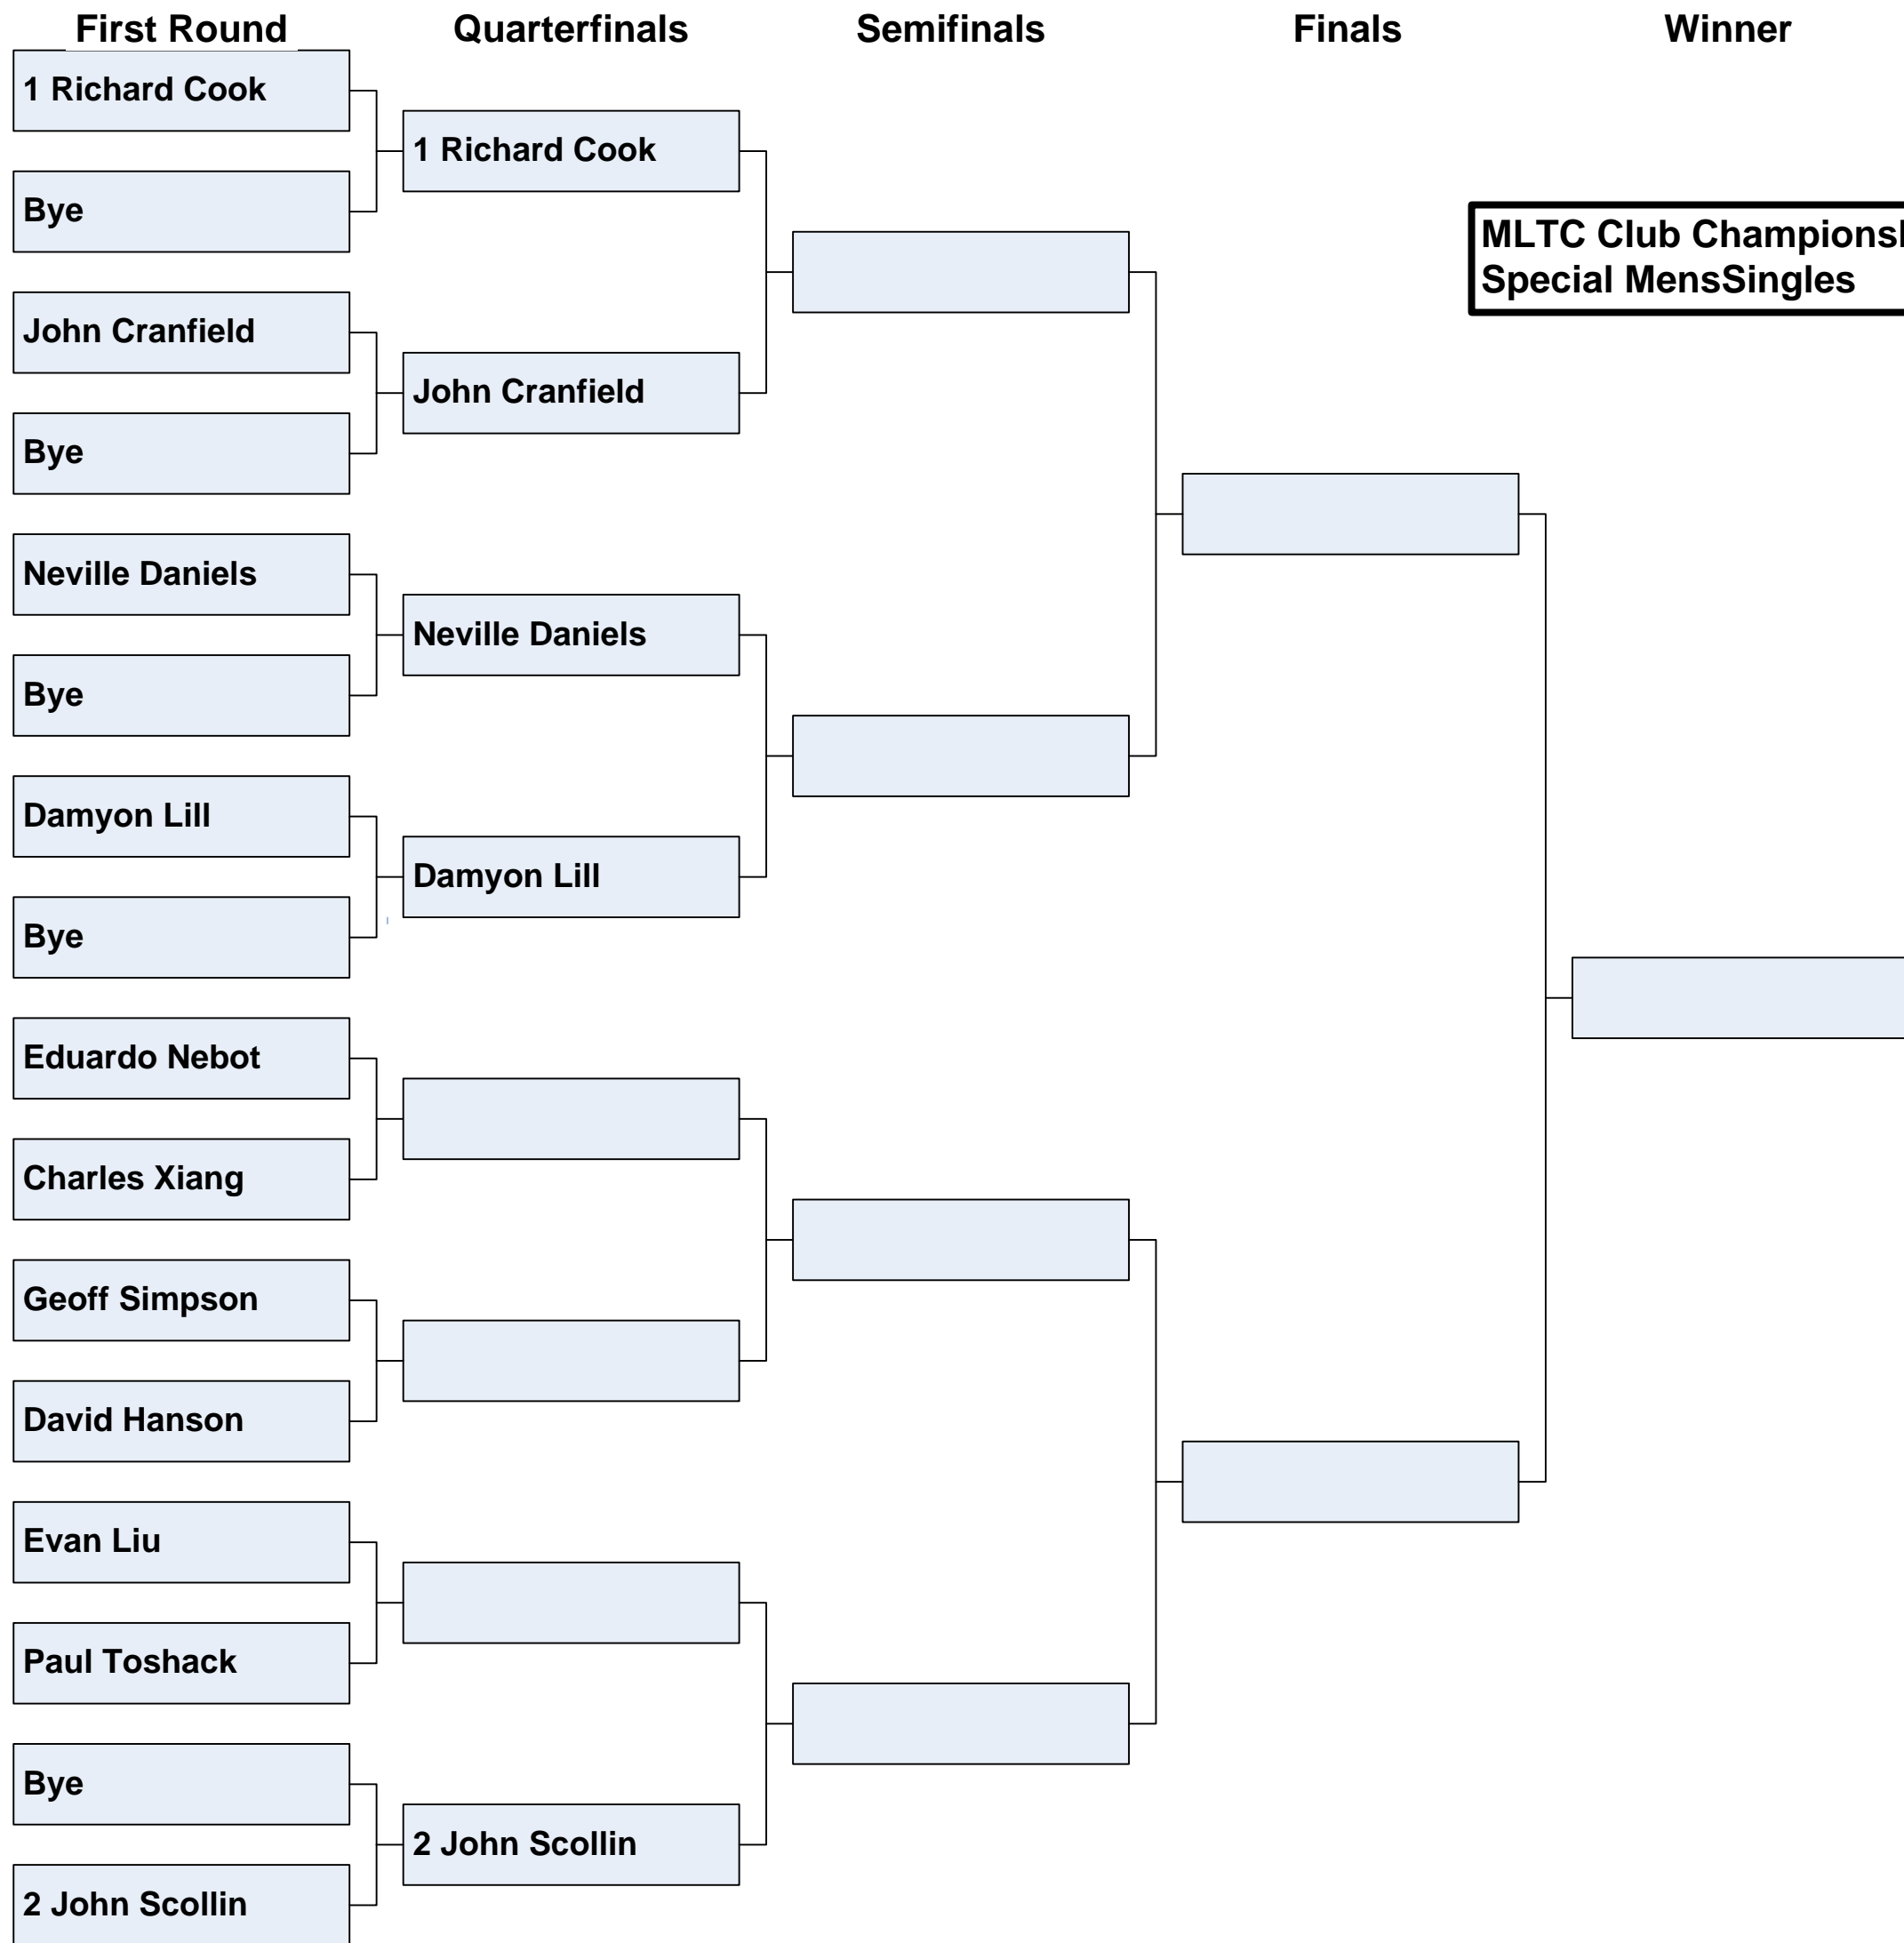 First Round
Quarterfinals
Semifinals
Finals
Winner
1 Richard Cook
Bye
John Cranfield
Bye
Neville Daniels
Bye
Damyon Lill
Bye
Eduardo Nebot
Charles Xiang
Geoff Simpson
David Hanson
Evan Liu
Paul Toshack
Bye
2 John Scollin
1 Richard Cook
John Cranfield
Neville Daniels
Damyon Lill
2 John Scollin
MLTC Club
Special MensSingles